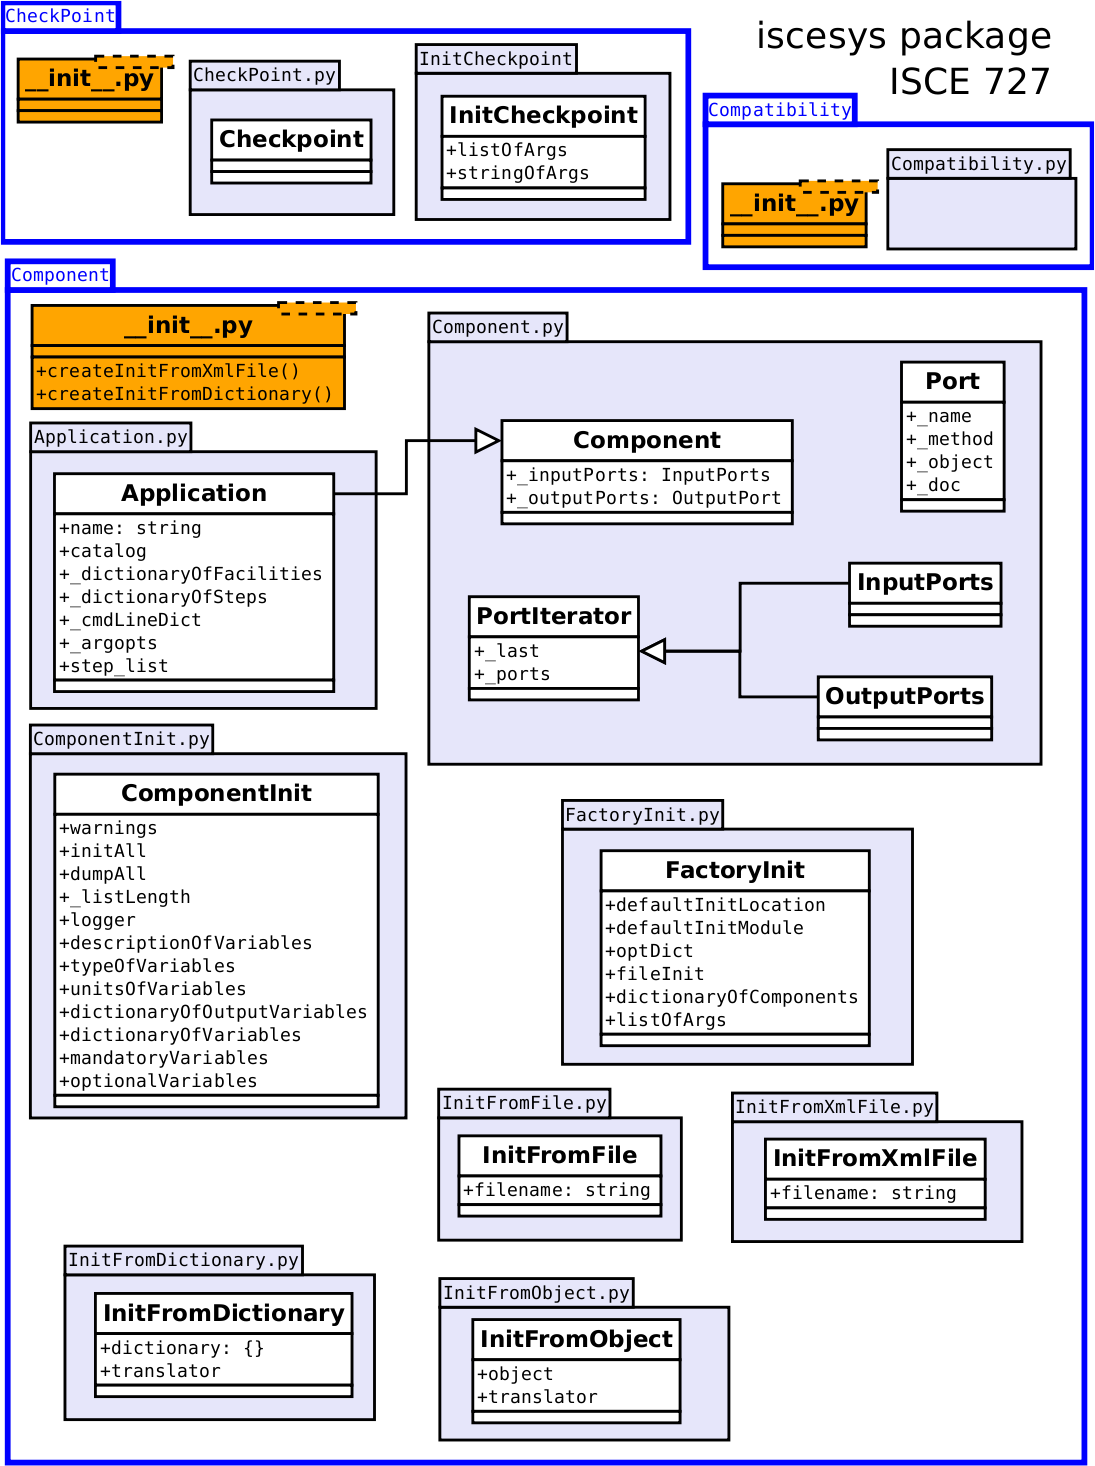 iscesys package
ISCE 727
CheckPoint
__init__.py
CheckPoint.py
Checkpoint
InitCheckpoint
InitCheckpoint
+listOfArgs
+stringOfArgs
Compatibility
__init__.py
Compatibility.py
Component
__init__.py
+createInitFromXmlFile()
+createInitFromDictionary()
Application.py
Application
+name: string
+catalog
+_dictionaryOfFacilities
+_dictionaryOfSteps
+_cmdLineDict
+_argopts
+step_list
Component.py
Component
+_inputPorts: InputPorts
+_outputPorts: OutputPort
Port
+_name
+_method
+_object
+_doc
PortIterator
+_last
+_ports
InputPorts
OutputPorts
ComponentInit.py
ComponentInit
+warnings
+initAll
+dumpAll
+_listLength
+logger
+descriptionOfVariables
+typeOfVariables
+unitsOfVariables
+dictionaryOfOutputVariables
+dictionaryOfVariables
+mandatoryVariables
+optionalVariables
FactoryInit.py
FactoryInit
+defaultInitLocation
+defaultInitModule
+optDict
+fileInit
+dictionaryOfComponents
+listOfArgs
InitFromFile.py
InitFromFile
+filename: string
InitFromXmlFile.py
InitFromXmlFile
+filename: string
InitFromDictionary.py
InitFromDictionary
+dictionary: {}
+translator
InitFromObject.py
InitFromObject
+object
+translator